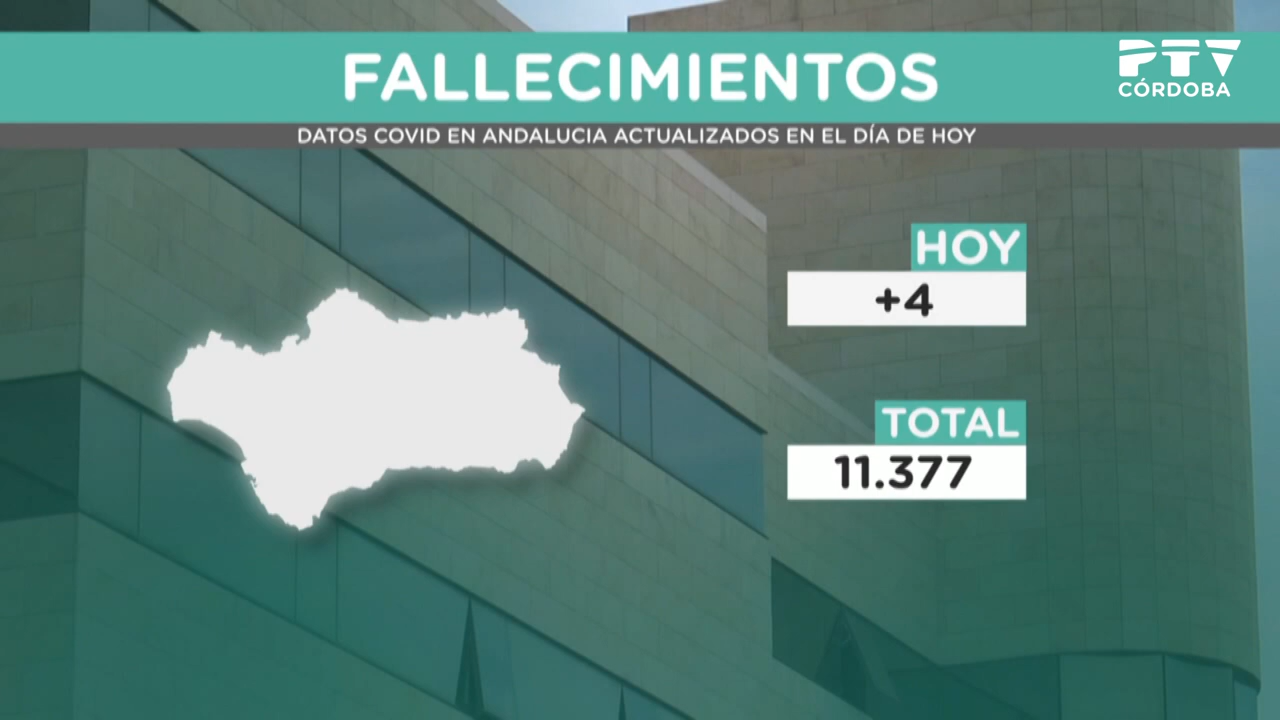 FALLECIMIENTOS
PTV
CÓRDOBA
DATOS COVID EN ANDALUCIA ACTUALIZADOS EN EL DÍA DE HOY
HOY
+4
TOTAL
11.377